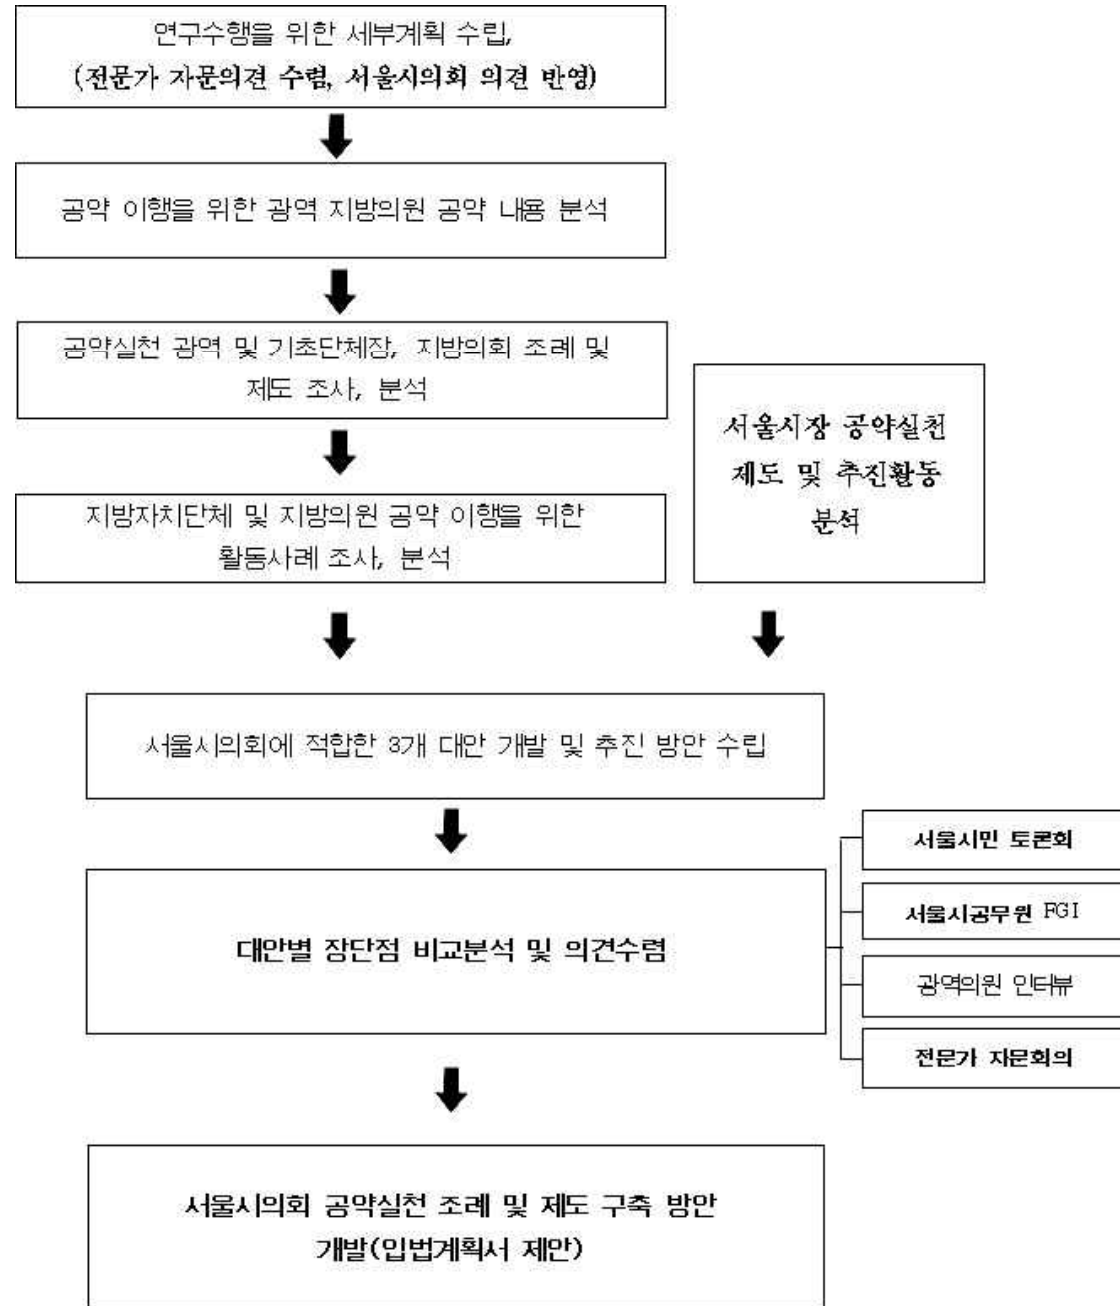 연구수행을 위한 세부계획 수립,
(전문가 자문의견 수렴, 서울시의회 의견 반영)
공약 이행을 위한 광역 지방의원 공약 내용 분석
공약실천 광역 및 기초단체장, 지방의회 조례 및
제도 조사, 분석
서울시장 공약실천
제도 및 추진활동
분석
지방자치단체 및 지방의원 공약 이행을 위한
활동사례 조사, 분석
서울시의회에 적합한 3개 대안 개발 및 추진 방안 수립
대안별 장단점 비교분석 및 의견수렴
서울시민 토론회
서울시공무원 FGI
광역의원 인터뷰
전문가 자문회의
서울시의회 공약실천 조례 및 제도 구축 방안
개발(입법계획서 제안)